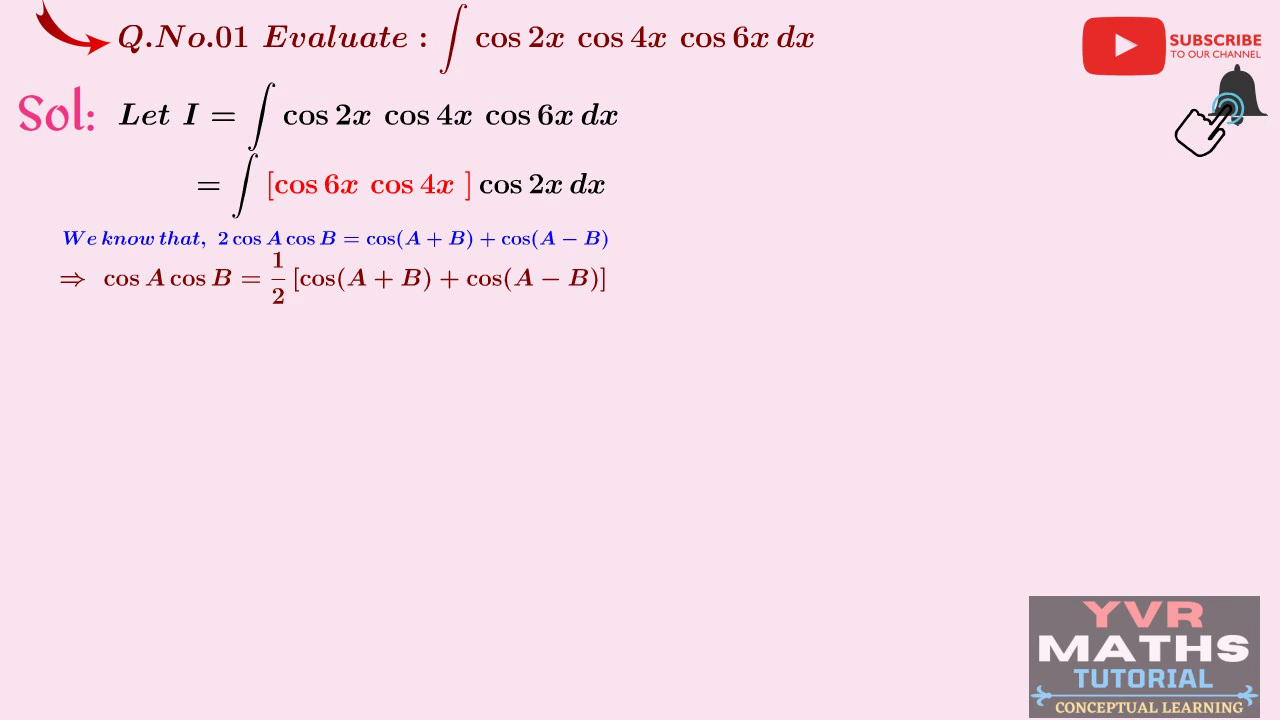 Q.No.01 Evaluate : ∫ cos 2x cos 4x cos 6x dx
SUBSCRIBE
TO OUR CHANNEL
Sol: Let I = ∫ cos 2x cos 4x cos 6x dx
= ∫ [cos 6x cos 4x ] cos 2x dx
We know that, 2 cos A cos B = cos(A + B) + cos(A − B)
⇒ cos A cos B = 1/2 [cos(A + B) + cos(A − B)]
YVR
MATHS
TUTORIAL
CONCEPTUAL LEARNING